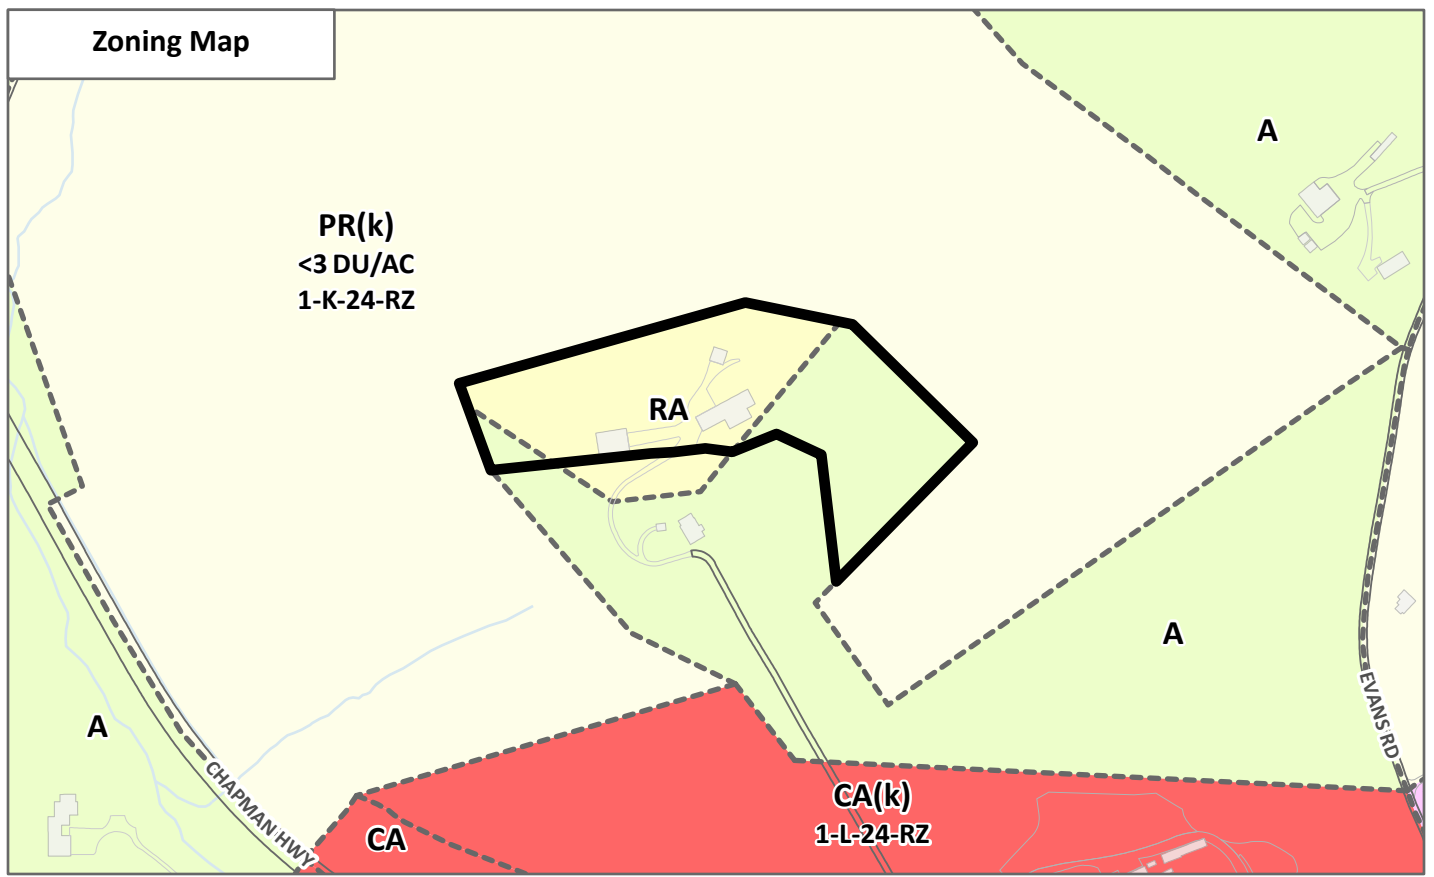 Zoning Map
A
PR(k)
<3 DU/AC
1-K-24-RZ
RA
A
A
EVANS RD
CHAPMAN HWY
CA(k)
1-L-24-RZ
CA